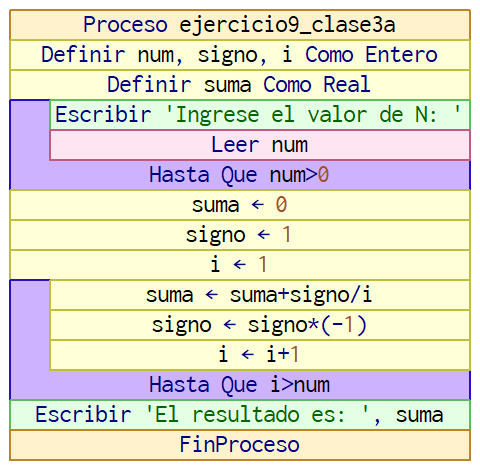 Proceso ejercicio9_clase3a
Definir num, signo, i Como Entero
Definir suma Como Real
Escribir 'Ingrese el valor de N: '
Leer num
Hasta Que num>0
suma ← 0
signo ← 1
i ← 1
suma ← suma+signo/i
signo ← signo*(-1)
i ← i+1
Hasta Que i>num
Escribir 'El resultado es: ', suma
FinProceso